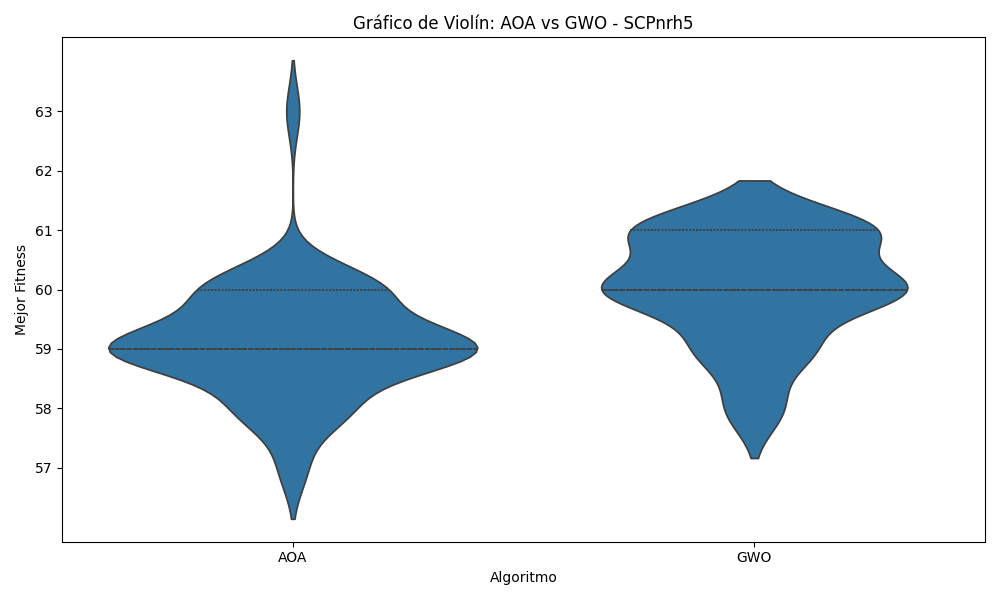 Gráfico de Violín: AOA vs GWO - SCPnrh5
Mejor Fitness
63
62
61
60
59
58
57
AOA
GWO
Algoritmo